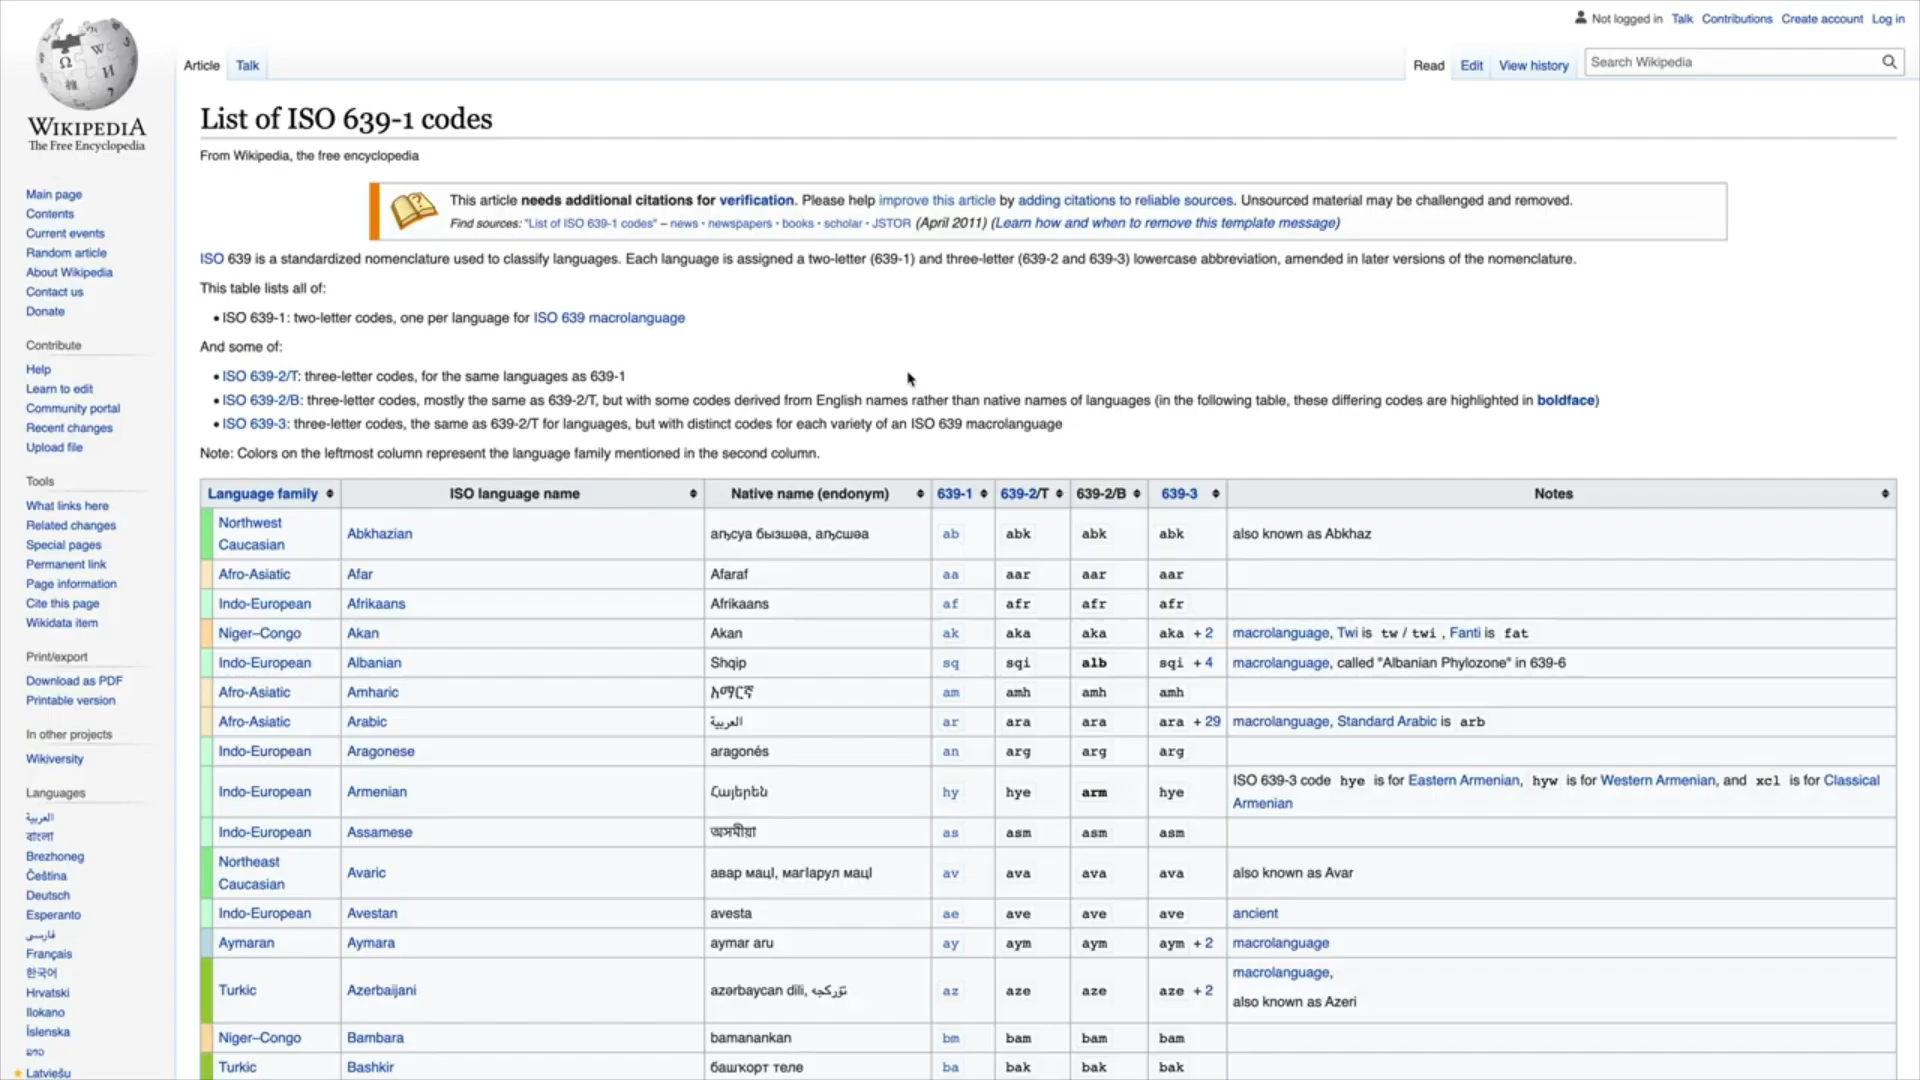 Not logged in Talk Contributions Create account Log in
Article Talk
Read Edit View history Search Wikipedia
WIKIPEDIA
The Free Encyclopedia
Main page
Contents
Current events
Random article
About Wikipedia
Contact us
Donate
Contribute
Help
Learn to edit
Community portal
Recent changes
Upload file
Tools
What links here
Related changes
Special pages
Permanent link
Page information
Cite this page
Wikidata item
Print/export
Download as PDF
Printable version
In other projects
Wikiversity
Languages
العربية
বাংলা
Brezhoneg
Čeština
Deutsch
Esperanto
فارسی
Français
한국어
Hrvatski
Ilokano
Íslenska
ລາວ
Latviešu
List of ISO 639-1 codes
From Wikipedia, the free encyclopedia
This article needs additional citations for verification. Please help improve this article by adding citations to reliable sources. Unsourced material may be challenged and removed.
Find sources: "List of ISO 639-1 codes" – news · newspapers · books · scholar · JSTOR (April 2011) (Learn how and when to remove this template message)
ISO 639 is a standardized nomenclature used to classify languages. Each language is assigned a two-letter (639-1) and three-letter (639-2 and 639-3) lowercase abbreviation, amended in later versions of the nomenclature.
This table lists all of:
• ISO 639-1: two-letter codes, one per language for ISO 639 macrolanguage
And some of:
• ISO 639-2/T: three-letter codes, for the same languages as 639-1
• ISO 639-2/B: three-letter codes, mostly the same as 639-2/T, but with some codes derived from English names rather than native names of languages (in the following table, these differing codes are highlighted in boldface)
• ISO 639-3: three-letter codes, the same as 639-2/T for languages, but with distinct codes for each variety of an ISO 639 macrolanguage
Note: Colors on the leftmost column represent the language family mentioned in the second column.
Language family ISO language name Native name (endonym) 639-1 639-2/T 639-2/B 639-3 Notes
Northwest
Caucasian Abkhazian аҧсуа бызшәа, аҧсшәа ab abk abk abk also known as Abkhaz
Afro-Asiatic Afar Afaraf aa aar aar aar
Indo-European Afrikaans Afrikaans af afr afr afr
Niger–Congo Akan Akan ak aka aka aka + 2 macrolanguage, Twi is tw / twi , Fanti is fat
Indo-European Albanian Shqip sq sqi alb sqi + 4 macrolanguage, called "Albanian Phylozone" in 639-6
Afro-Asiatic Amharic አማርኛ am amh amh amh
Afro-Asiatic Arabic العربية ar ara ara ara + 29 macrolanguage, Standard Arabic is arb
Indo-European Aragonese aragonés an arg arg arg
Indo-European Armenian Հայերեն hy hye arm hye ISO 639-3 code hye is for Eastern Armenian, hyw is for Western Armenian, and xcl is for Classical
Armenian
Indo-European Assamese অসমীয়া as asm asm asm
Northeast
Caucasian Avaric авар мацӀ, магӀарул мацӀ av ava ava ava also known as Avar
Indo-European Avestan avesta ae ave ave ave ancient
Aymaran Aymara aymar aru ay aym aym aym + 2 macrolanguage
Turkic Azerbaijani azərbaycan dili, تۆرکجه az aze aze aze + 2 macrolanguage,
also known as Azeri
Niger–Congo Bambara bamanankan bm bam bam bam
Turkic Bashkir башҡорт теле ba bak bak bak